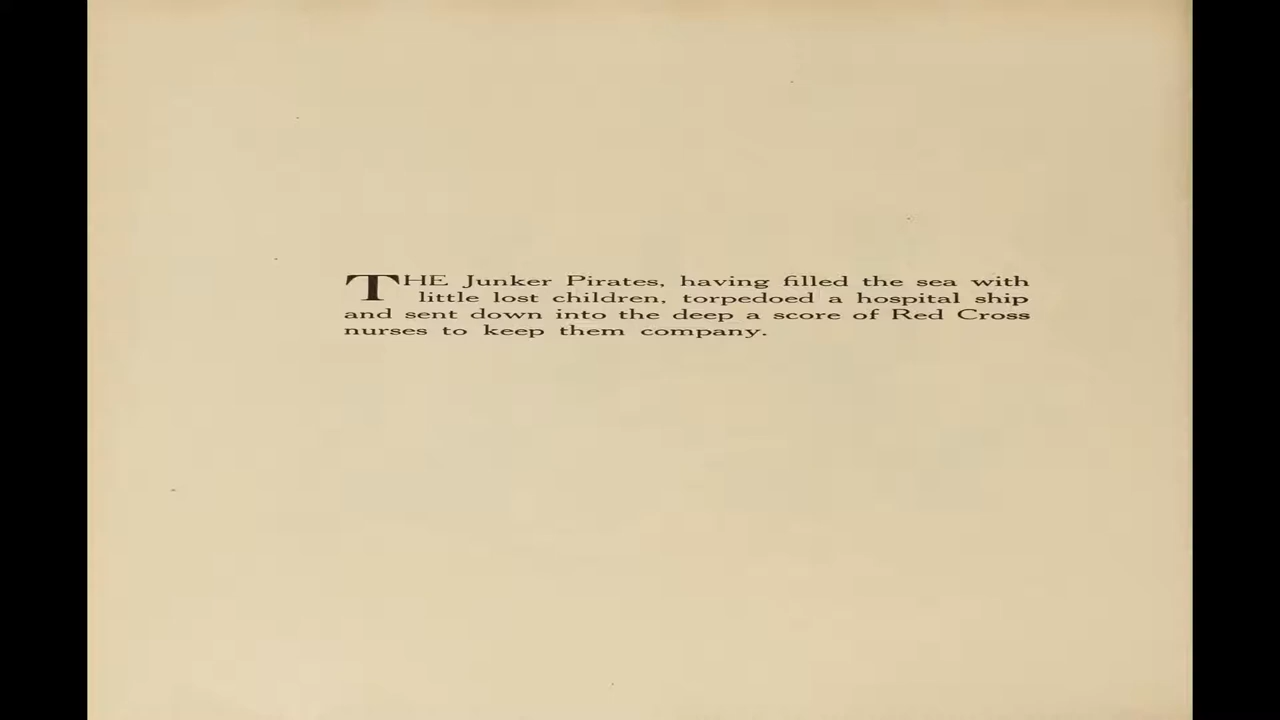 THE Junker Pirates, having filled the sea with
little lost children, torpedoed a hospital ship
and sent down into the deep a score of Red Cross
nurses to keep them company.